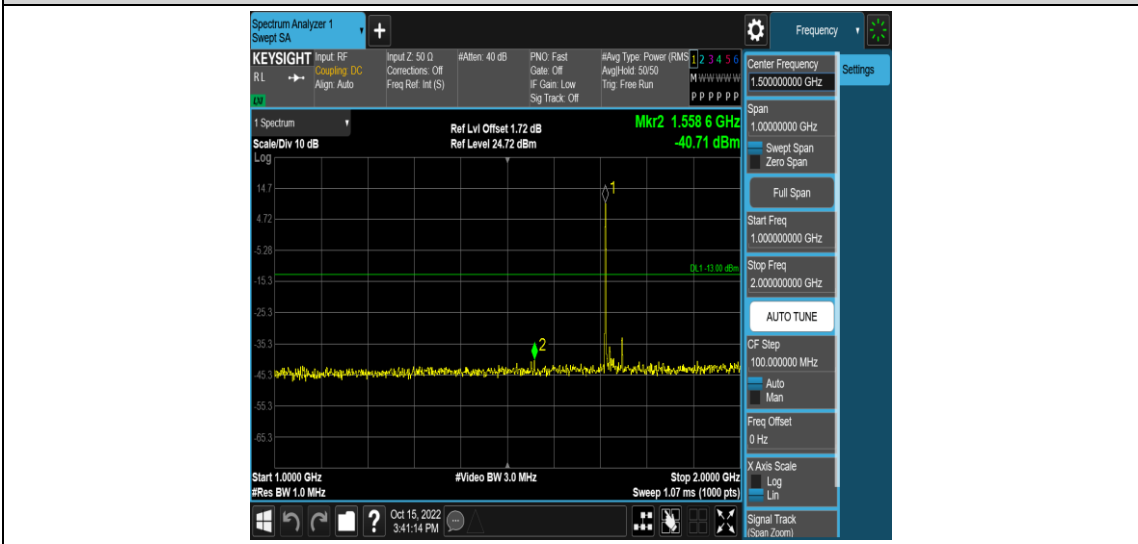 Spectrum Analyzer 1
Swept SA
+
Frequency
KEYSIGHT
RL
LXI
Input: RF
Coupling: DC
Align: Auto
Input Z: 50 Ω
Corrections: Off
Freq Ref: Int (S)
#Atten: 40 dB
PNO: Fast
Gate: Off
IF Gain: Low
Sig Track: Off
#Avg Type: Power (RMS
Avg|Hold: 50/50
Trig: Free Run
1 2 3 4 5 6
M W W W W W
P P P P P P
1 Spectrum
Scale/Div 10 dB
Log
Ref Lvl Offset 1.72 dB
Ref Level 24.72 dBm
Mkr2 1.558 6 GHz
-40.71 dBm
14.7
4.72
-5.28
-15.3
-25.3
-35.3
-45.3
-55.3
-65.3
1
2
DL1 -13.00 dBm
Start 1.0000 GHz
#Res BW 1.0 MHz
#Video BW 3.0 MHz
Stop 2.0000 GHz
Sweep 1.07 ms (1000 pts)
?
Oct 15, 2022
3:41:14 PM
Center Frequency
1.500000000 GHz
Settings
Span
1.00000000 GHz
Swept Span
Zero Span
Full Span
Start Freq
1.000000000 GHz
Stop Freq
2.000000000 GHz
AUTO TUNE
CF Step
100.000000 MHz
Auto
Man
Freq Offset
0 Hz
X Axis Scale
Log
Lin
Signal Track
(Span Zoom)